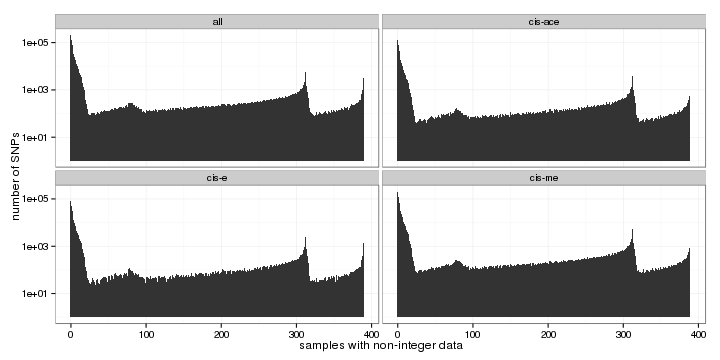 all
cis-ace
1e+05
1e+03
1e+01
cis-e
cis-me
1e+05
1e+03
1e+01
number of SNPs
0
100
200
300
400
0
100
200
300
400
samples with non-integer data